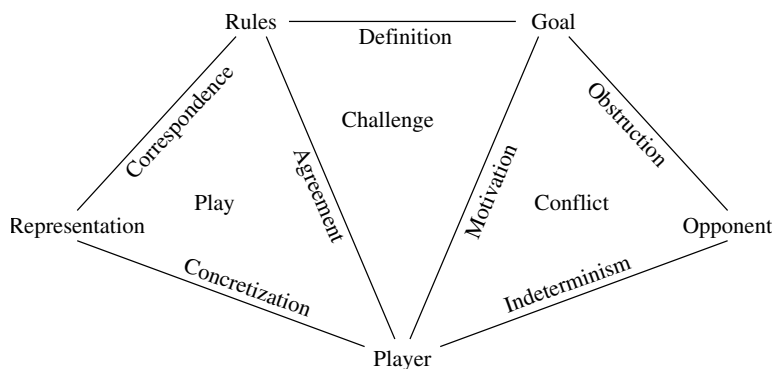 Rules
Goal
Definition
Correspondence
Challenge
Obstruction
Agreement
Motivation
Play
Conflict
Representation
Opponent
Concretization
Indeterminism
Player